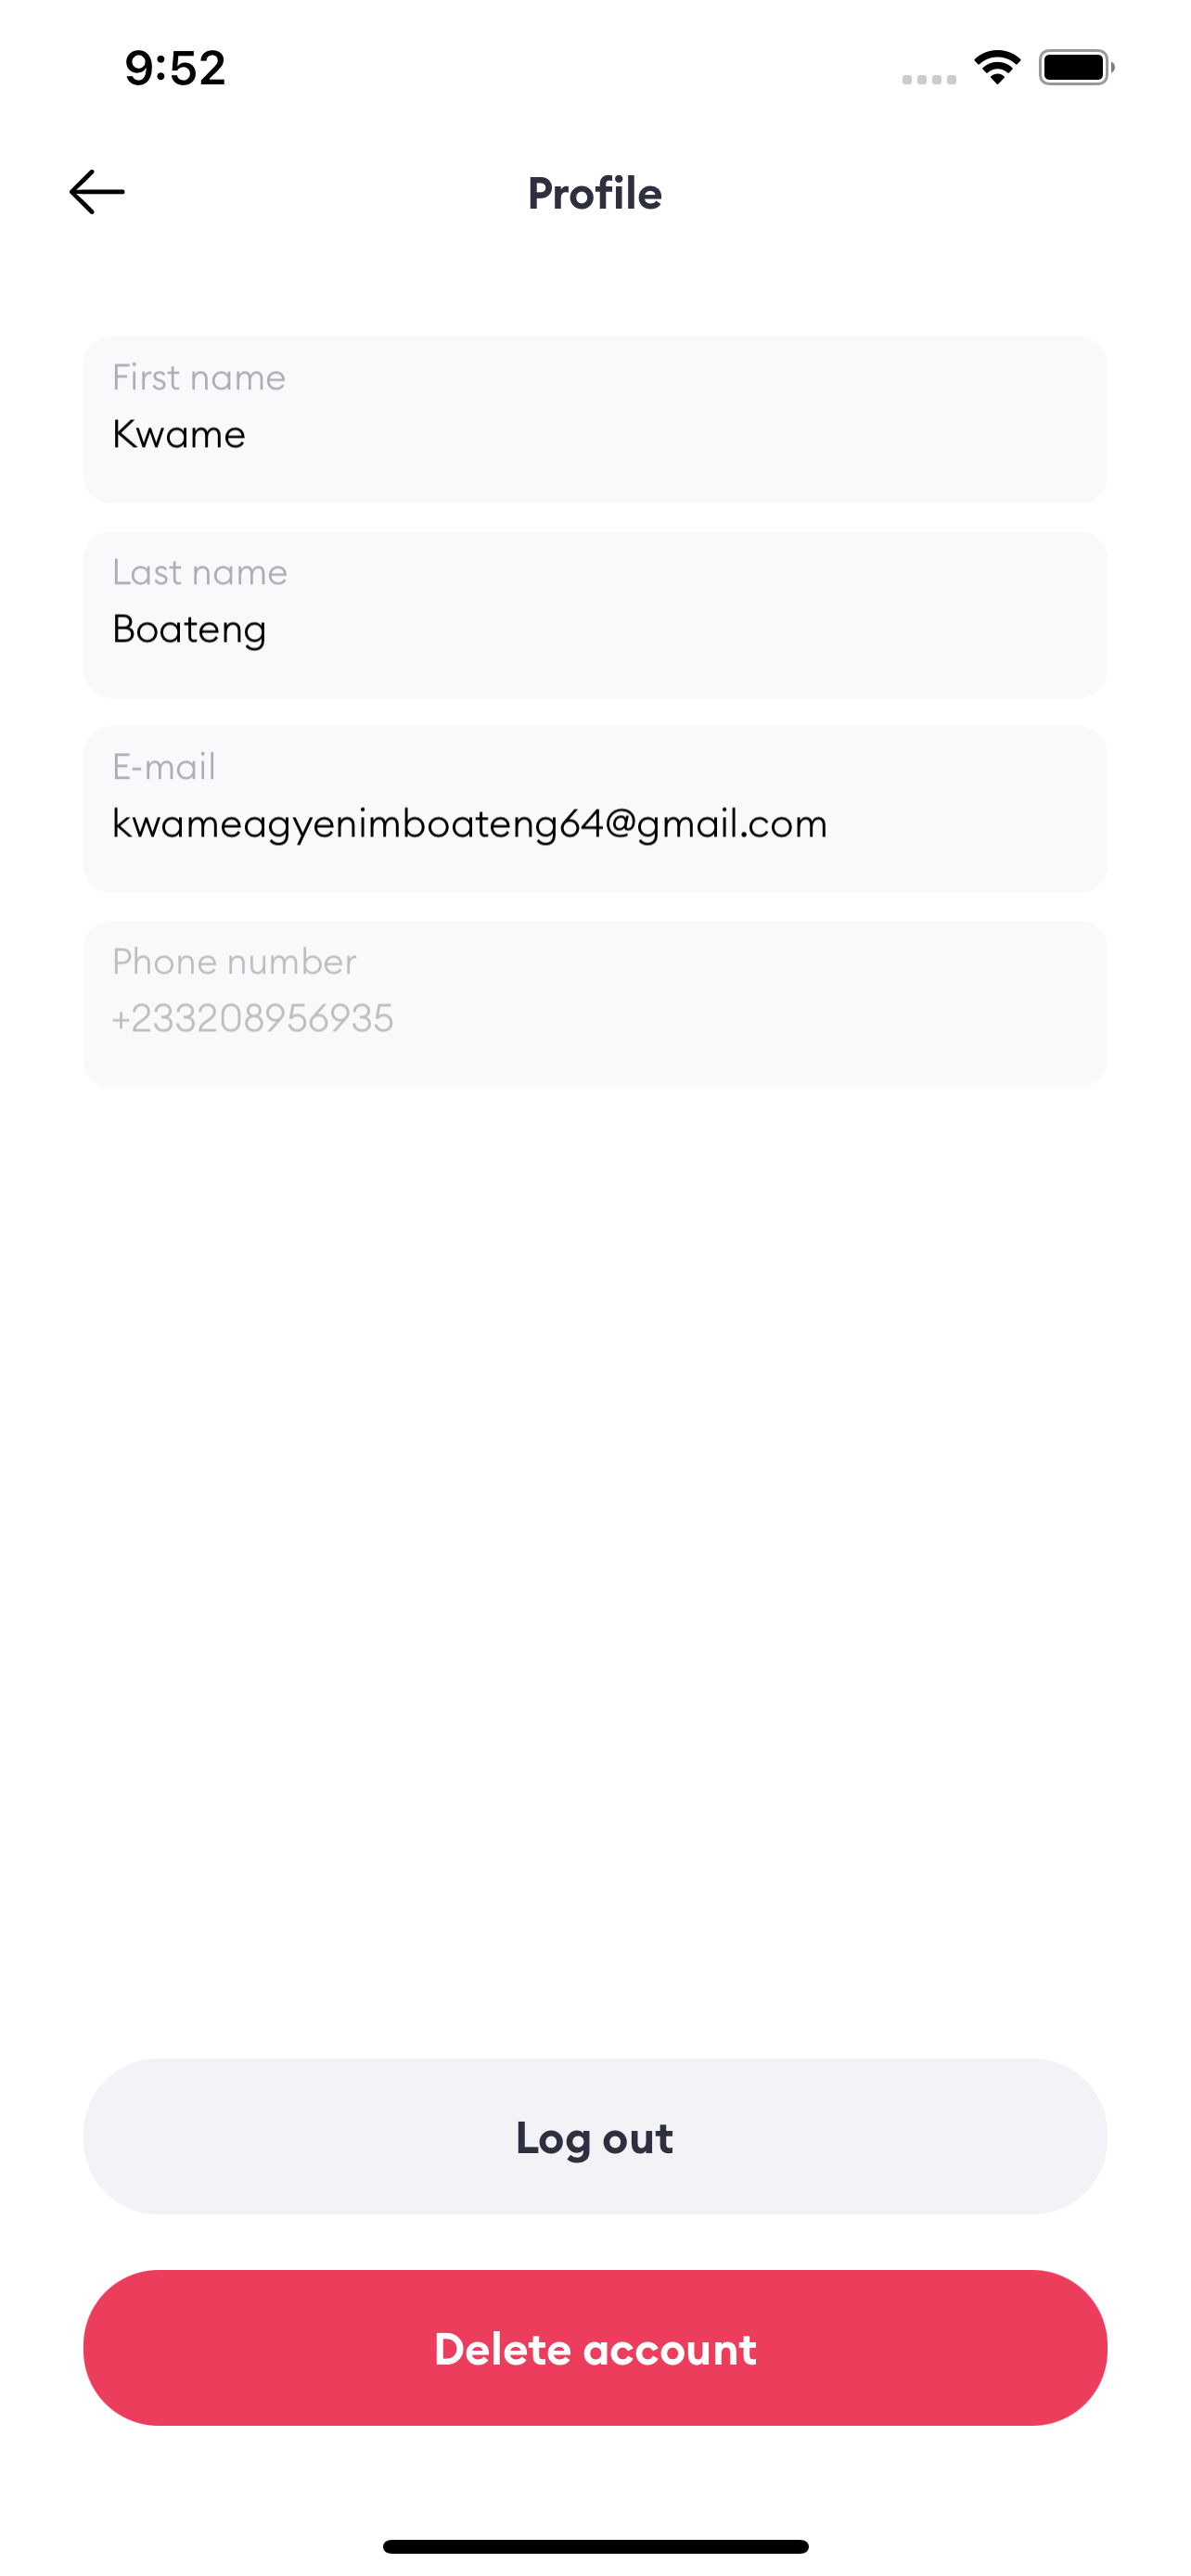 9:52
Profile
First name
Kwame
Last name
Boateng
E-mail
kwameagyenimboateng64@gmail.com
Phone number
+233208956935
Log out
Delete account